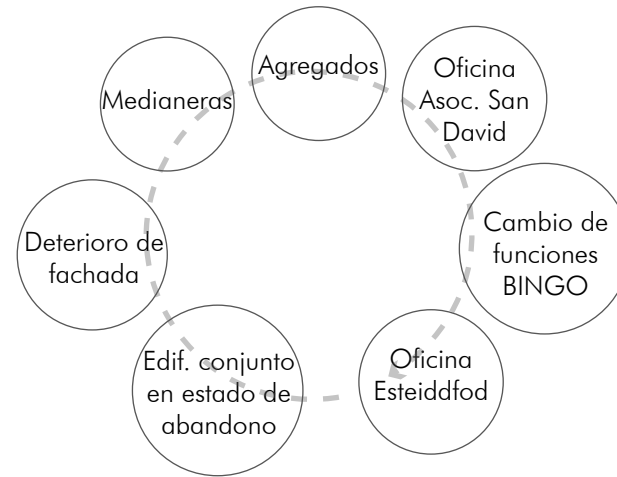 Agregados
Oficina
Asoc. San
David
Medianeras
Cambio de
funciones
BINGO
Deterioro de
fachada
Edif. conjunto
en estado de
abandono
Oficina
Esteiddfod